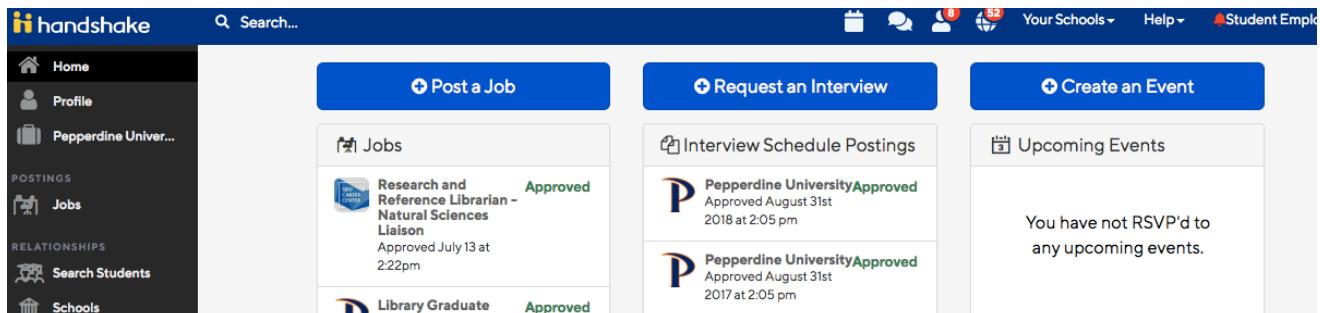 handshake
Search...
8
52
Your Schools
Help
Student Emplo
Home
Profile
Pepperdine Univer...
POSTINGS
Jobs
RELATIONSHIPS
Search Students
Schools
Post a Job
Request an Interview
Create an Event
Jobs
Research and Approved
Reference Librarian -
Natural Sciences
Liaison
Approved July 13 at
2:22pm
Library Graduate Approved
Interview Schedule Postings
Pepperdine University Approved
Approved August 31st
2018 at 2:05 pm
Pepperdine University Approved
Approved August 31st
2017 at 2:05 pm
3
Upcoming Events
You have not RSVP'd to
any upcoming events.